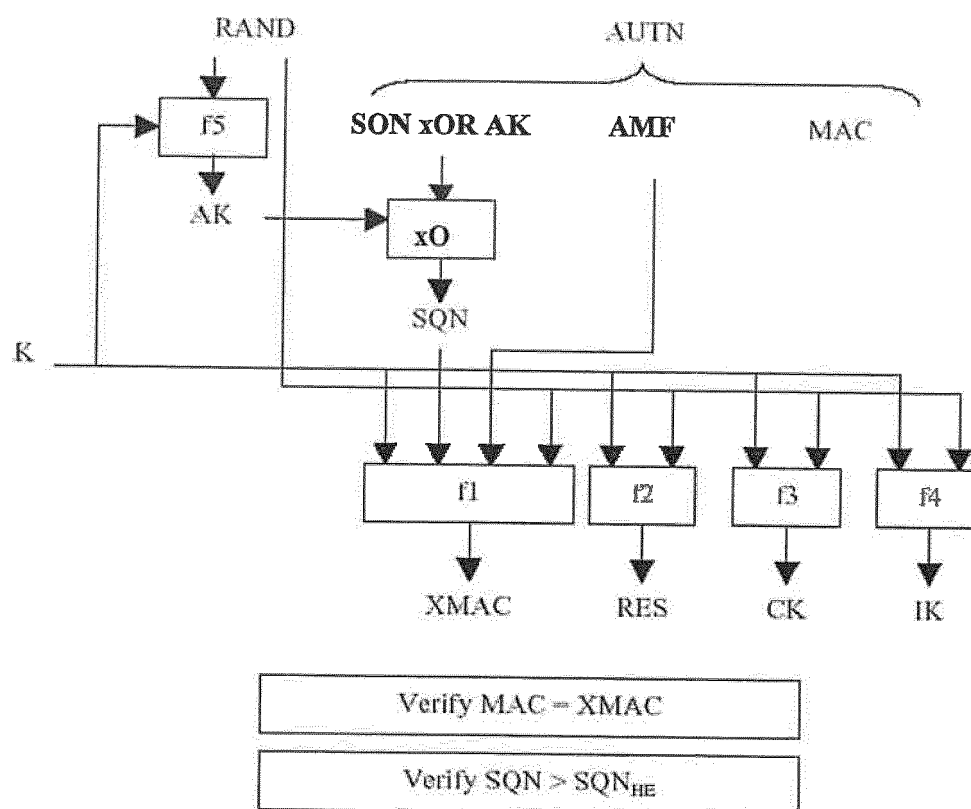 RAND
AUTN
f5
SON xOR AK
AMF
MAC
AK
xO
SQN
K
f1
f2
f3
f4
XMAC
RES
CK
IK
Verify MAC = XMAC
Verify SQN > SQNHE